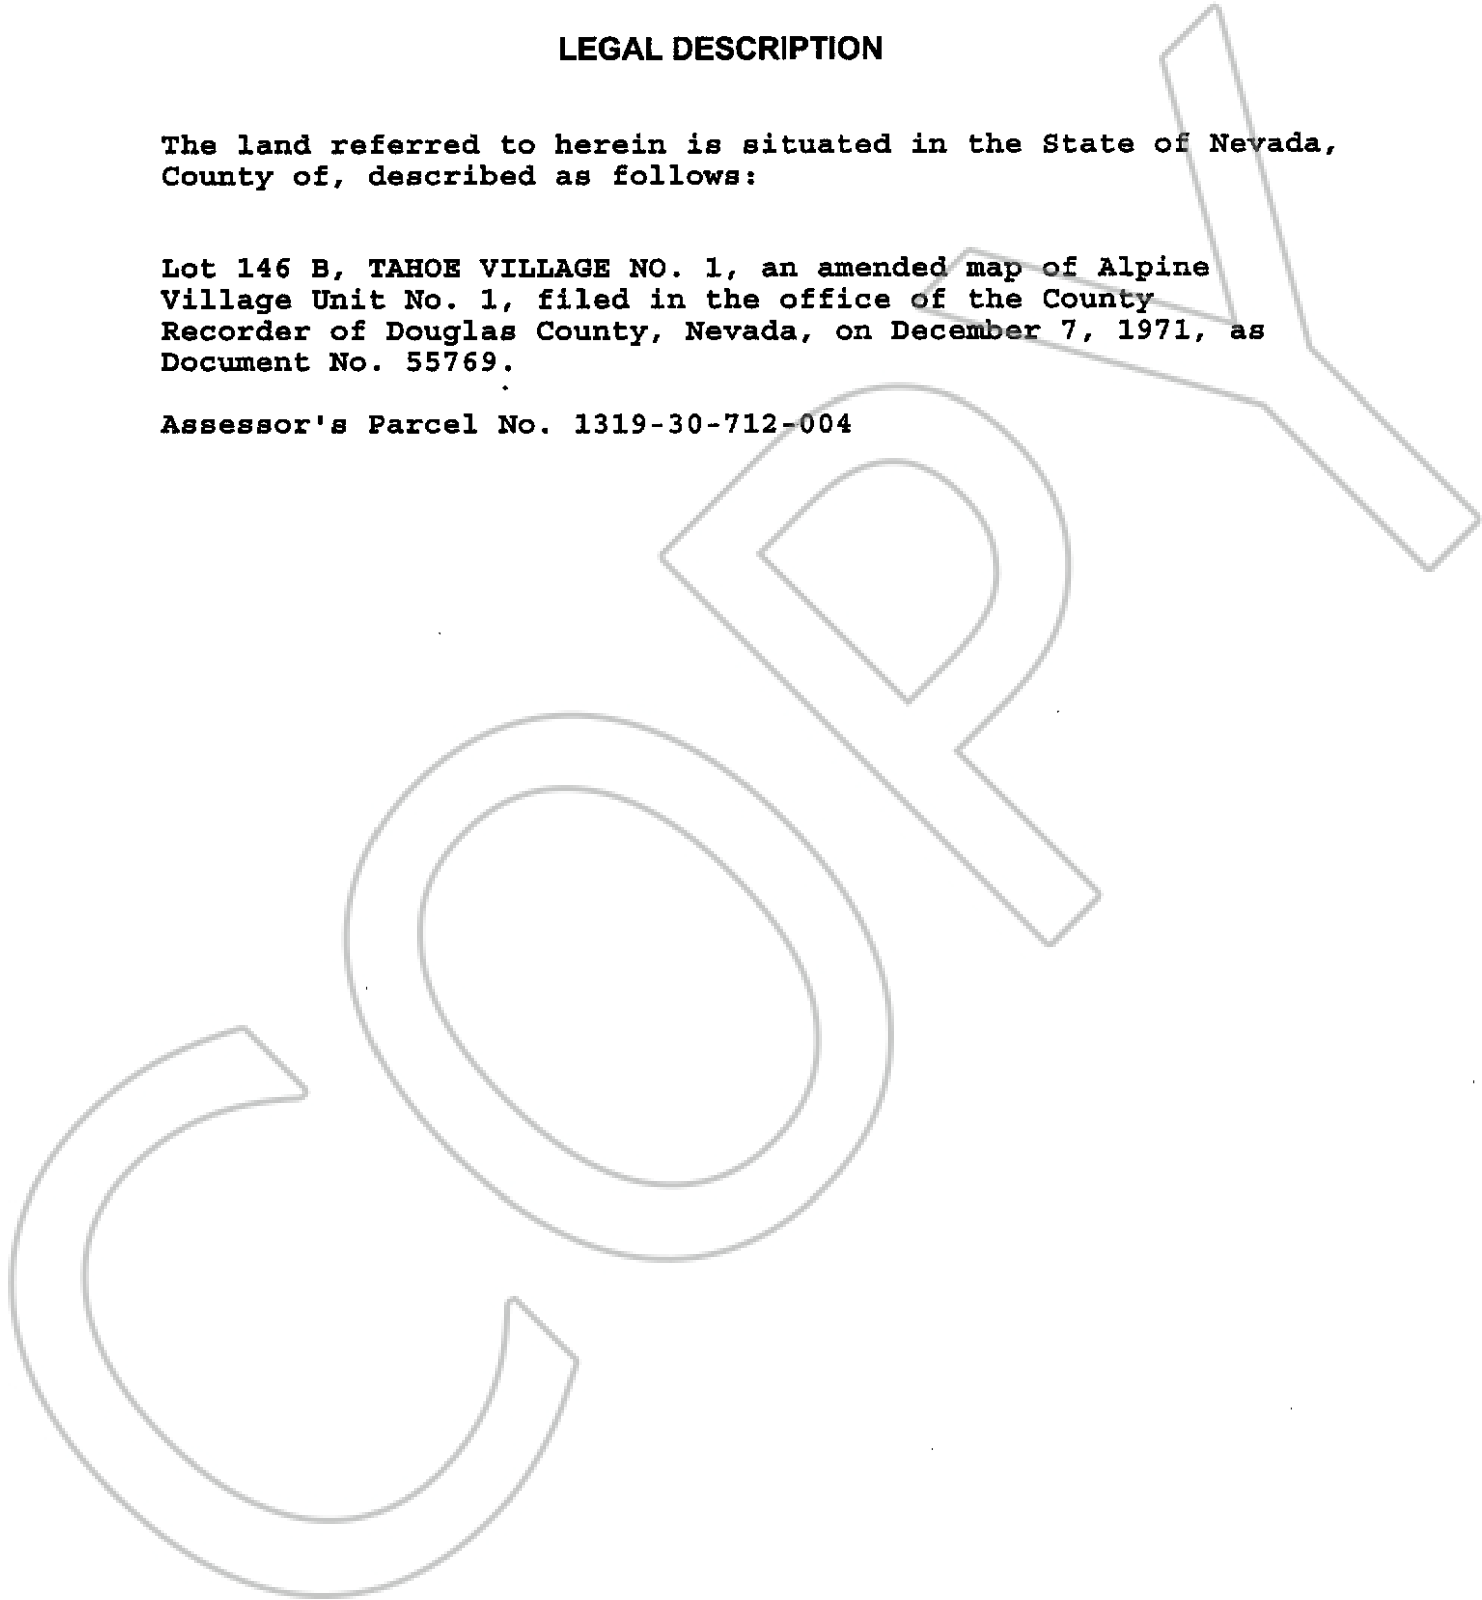 LEGAL DESCRIPTION
The land referred to herein is situated in the State of Nevada,
County of, described as follows:
Lot 146 B, TAHOE VILLAGE NO. 1, an amended map of Alpine
Village Unit No. 1, filed in the office of the County
Recorder of Douglas County, Nevada, on December 7, 1971, as
Document No. 55769.
Assessor's Parcel No. 1319-30-712-004
COPY